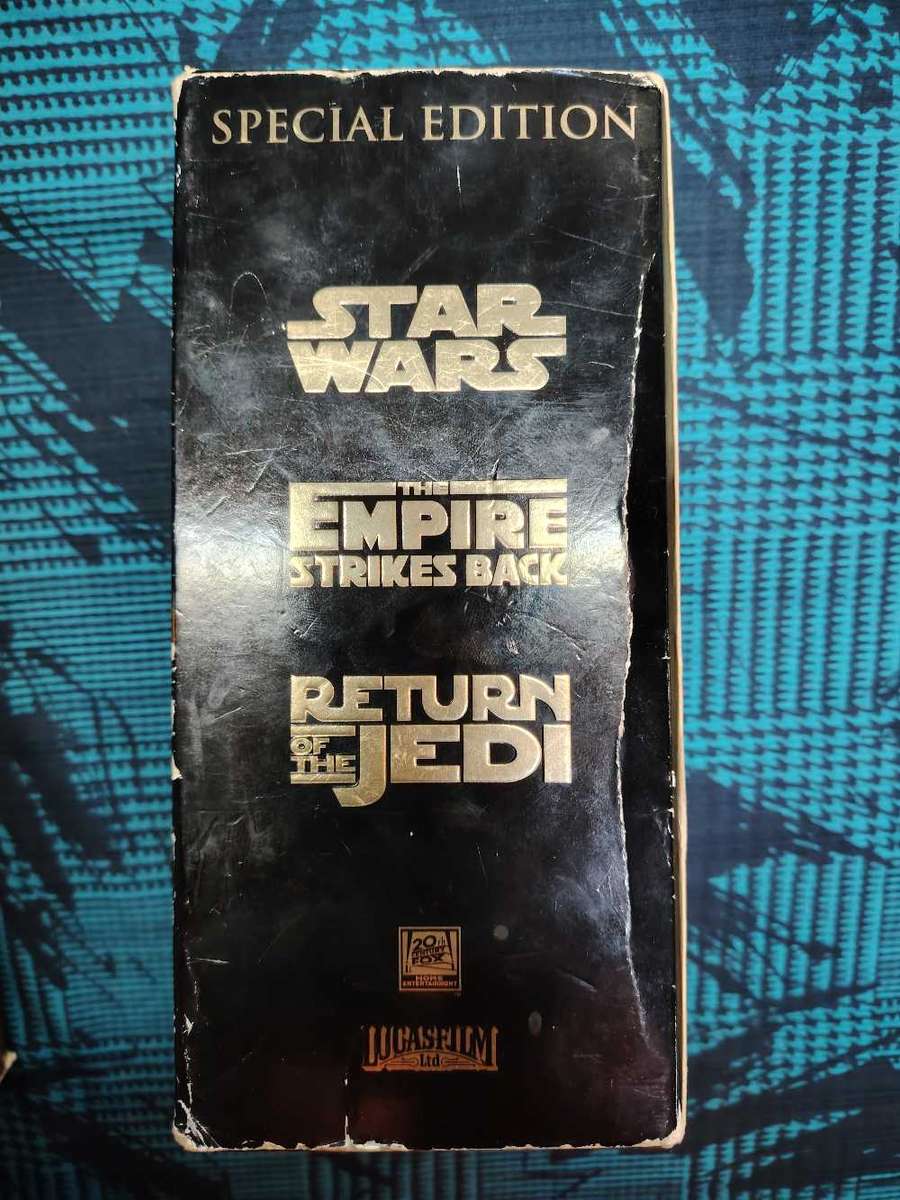 SPECIAL EDITION
STAR
WARS
THE
EMPIRE
STRIKES BACK
RETURN
OF
THE JEDI
20th
CENTURY
FOX
HOME
ENTERTAINMENT
LUCASFILM
Ltd